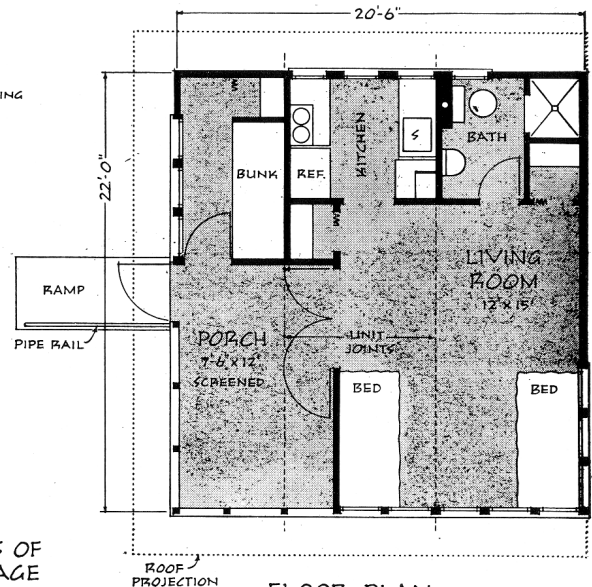 20'-6"
ING
22'-0"
BUNK
REF.
KITCHEN
S
BATH
LIVING
ROOM
12' x 15'
RAMP
PIPE RAIL
PORCH
7'-6" x 12'
SCREENED
UNIT
JOINTS
BED
BED
S OF
AGE
ROOF
PROJECTION
FLOOR PLAN